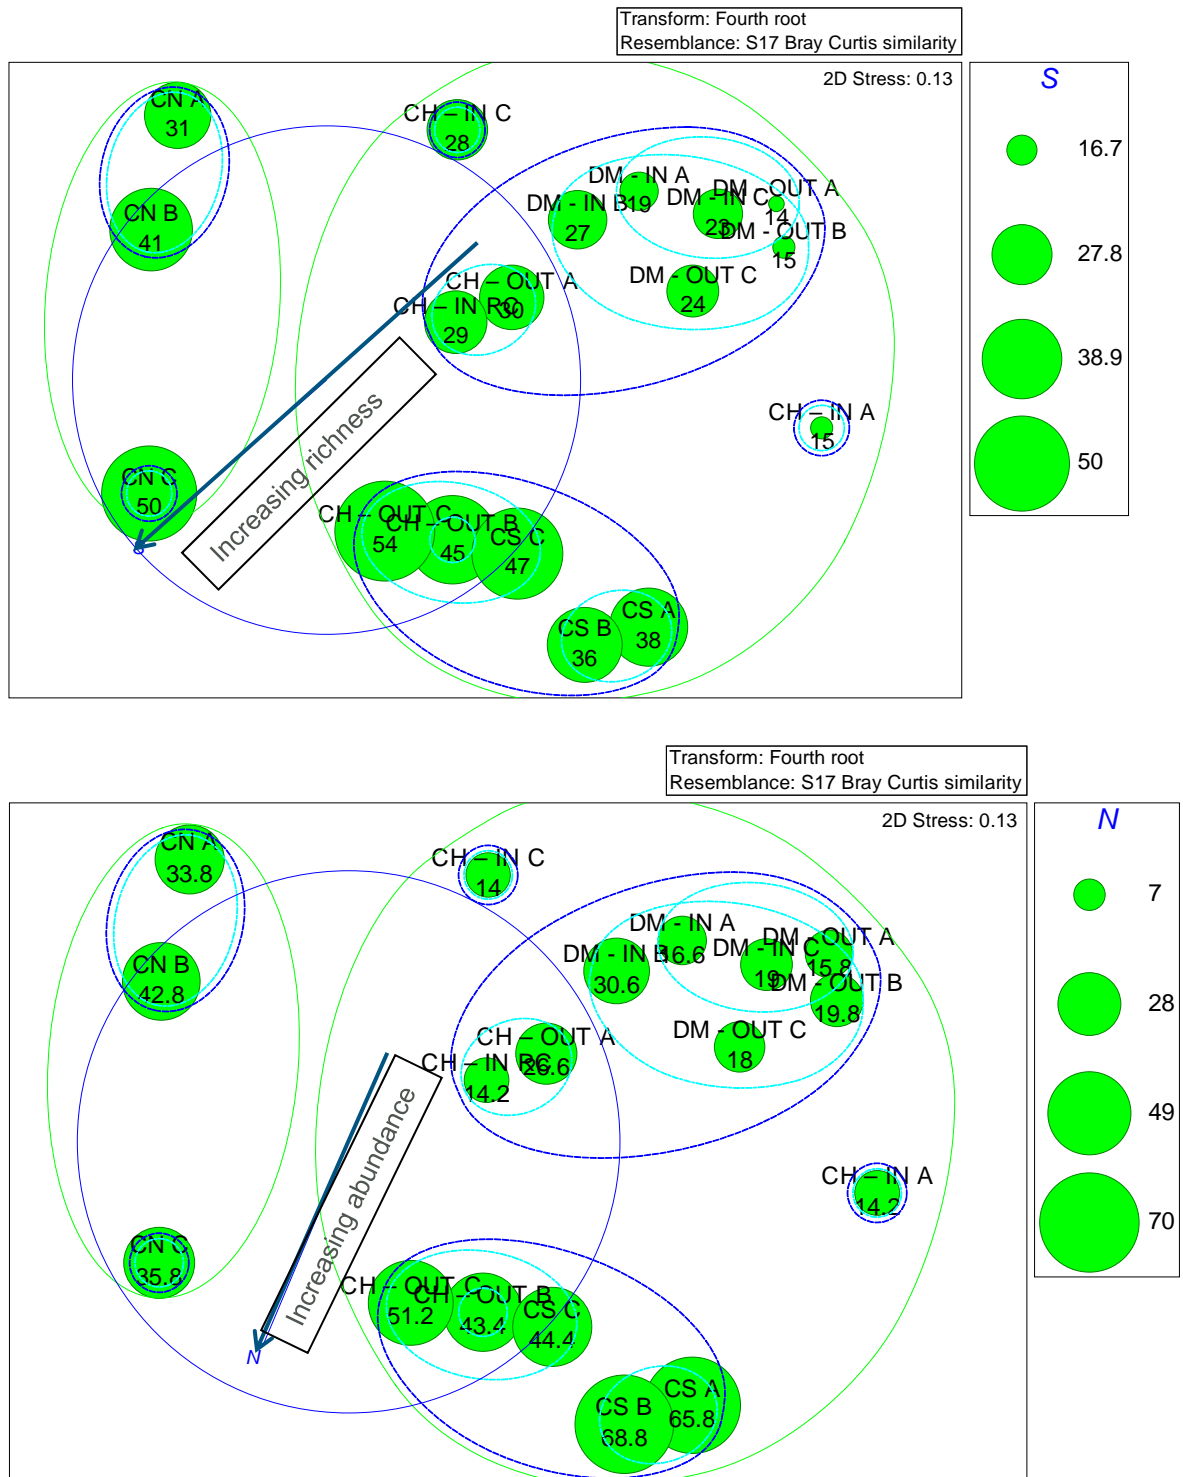 Transform: Fourth root
Resemblance: S17 Bray Curtis similarity
2D Stress: 0.13
CN A
31
CH – IN C
28
DM - IN A
19
DM - OUT A
14
DM - IN C
23
DM - IN B
27
CN B
41
DM - OUT B
15
DM - OUT C
24
CH – OUT A
30
CH – IN RC
29
CH – IN A
15
Increasing richness
CN C
50
S
CH – OUT C
54
CH – OUT B
45
CS C
47
CS A
38
CS B
36
S
16.7
27.8
38.9
50
Transform: Fourth root
Resemblance: S17 Bray Curtis similarity
2D Stress: 0.13
CN A
33.8
CH – IN C
14
DM - IN A
16.6
DM - OUT A
15.8
DM - IN C
19
DM - IN B
30.6
CN B
42.8
DM - OUT B
19.8
DM - OUT C
18
CH – OUT A
26.6
CH – IN RC
14.2
CH – IN A
14.2
Increasing abundance
CN C
35.8
CH – OUT C
51.2
CH – OUT B
43.4
CS C
44.4
N
CS A
65.8
CS B
68.8
N
7
28
49
70